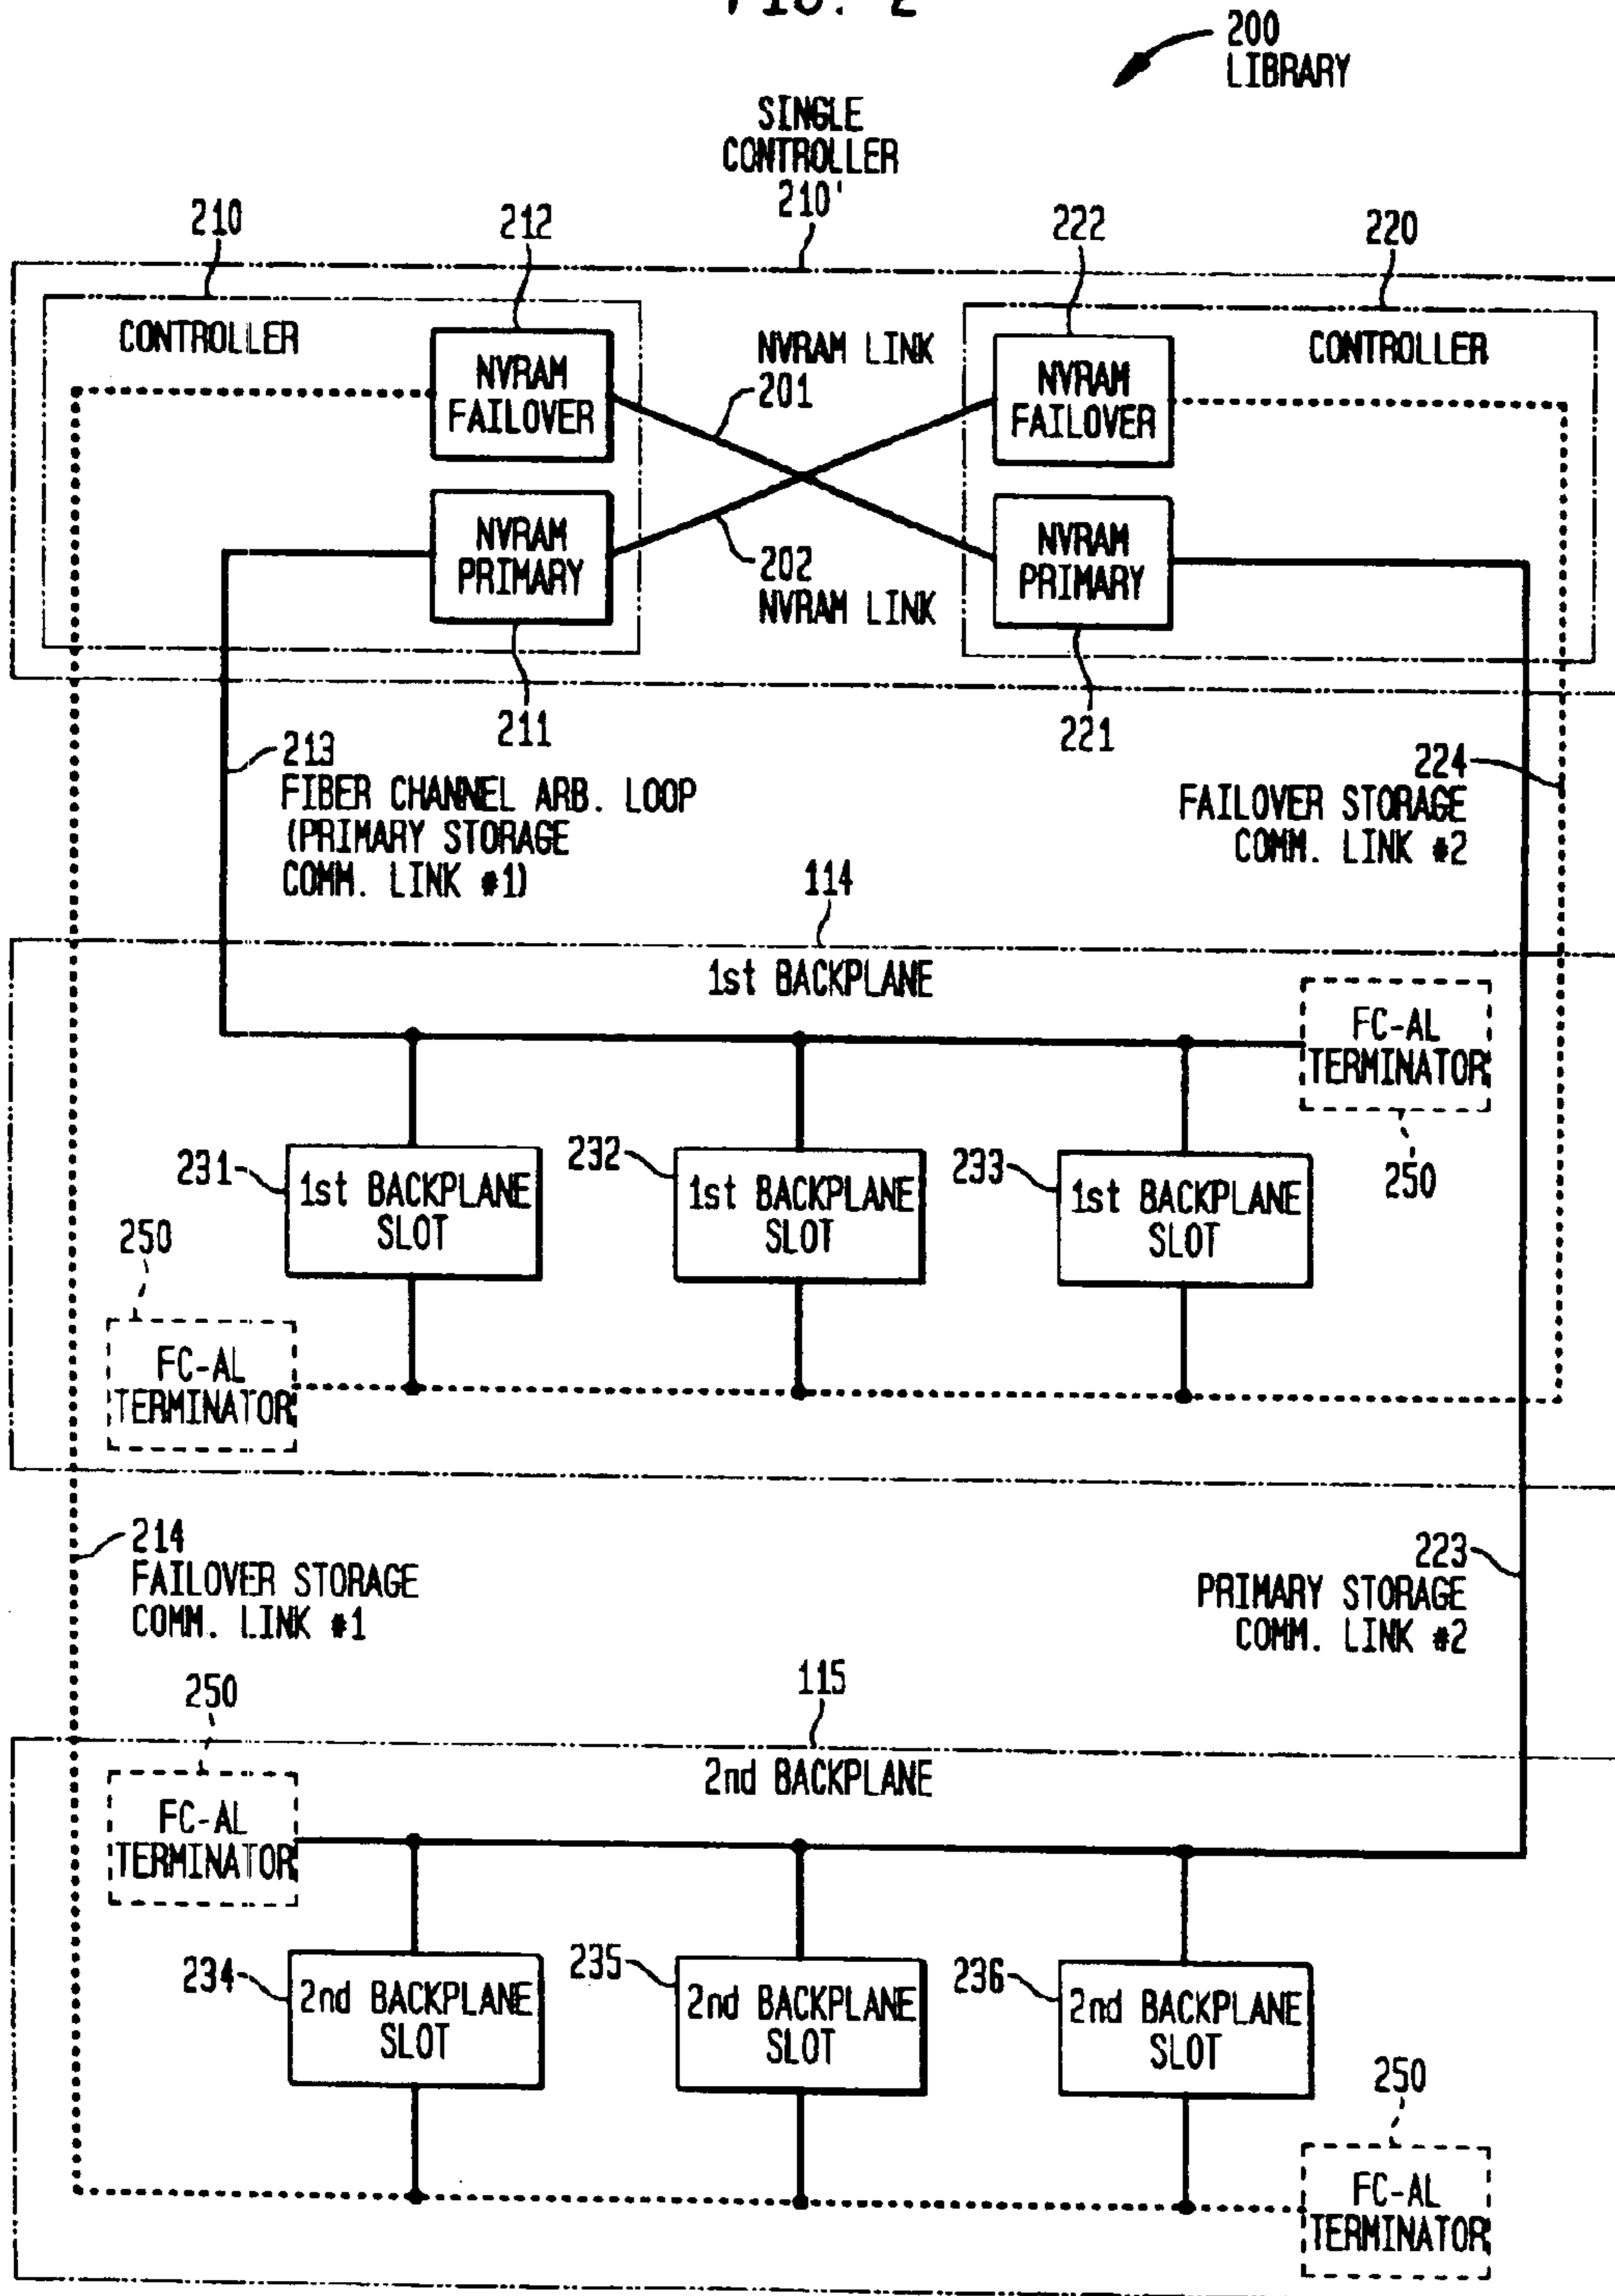 FIG. 2
200
LIBRARY
SINGLE
CONTROLLER
210'
210
212
222
220
CONTROLLER
NVRAM
FAILOVER
NVRAM LINK
201
NVRAM
FAILOVER
CONTROLLER
NVRAM
PRIMARY
202
NVRAM LINK
NVRAM
PRIMARY
211
221
213
FIBER CHANNEL ARB. LOOP
(PRIMARY STORAGE
COMM. LINK #1)
224
FAILOVER STORAGE
COMM. LINK #2
114
1st BACKPLANE
FC-AL
TERMINATOR
250
231
1st BACKPLANE
SLOT
232
1st BACKPLANE
SLOT
233
1st BACKPLANE
SLOT
250
FC-AL
TERMINATOR
214
FAILOVER STORAGE
COMM. LINK #1
223
PRIMARY STORAGE
COMM. LINK #2
115
250
2nd BACKPLANE
FC-AL
TERMINATOR
234
2nd BACKPLANE
SLOT
235
2nd BACKPLANE
SLOT
236
2nd BACKPLANE
SLOT
250
FC-AL
TERMINATOR